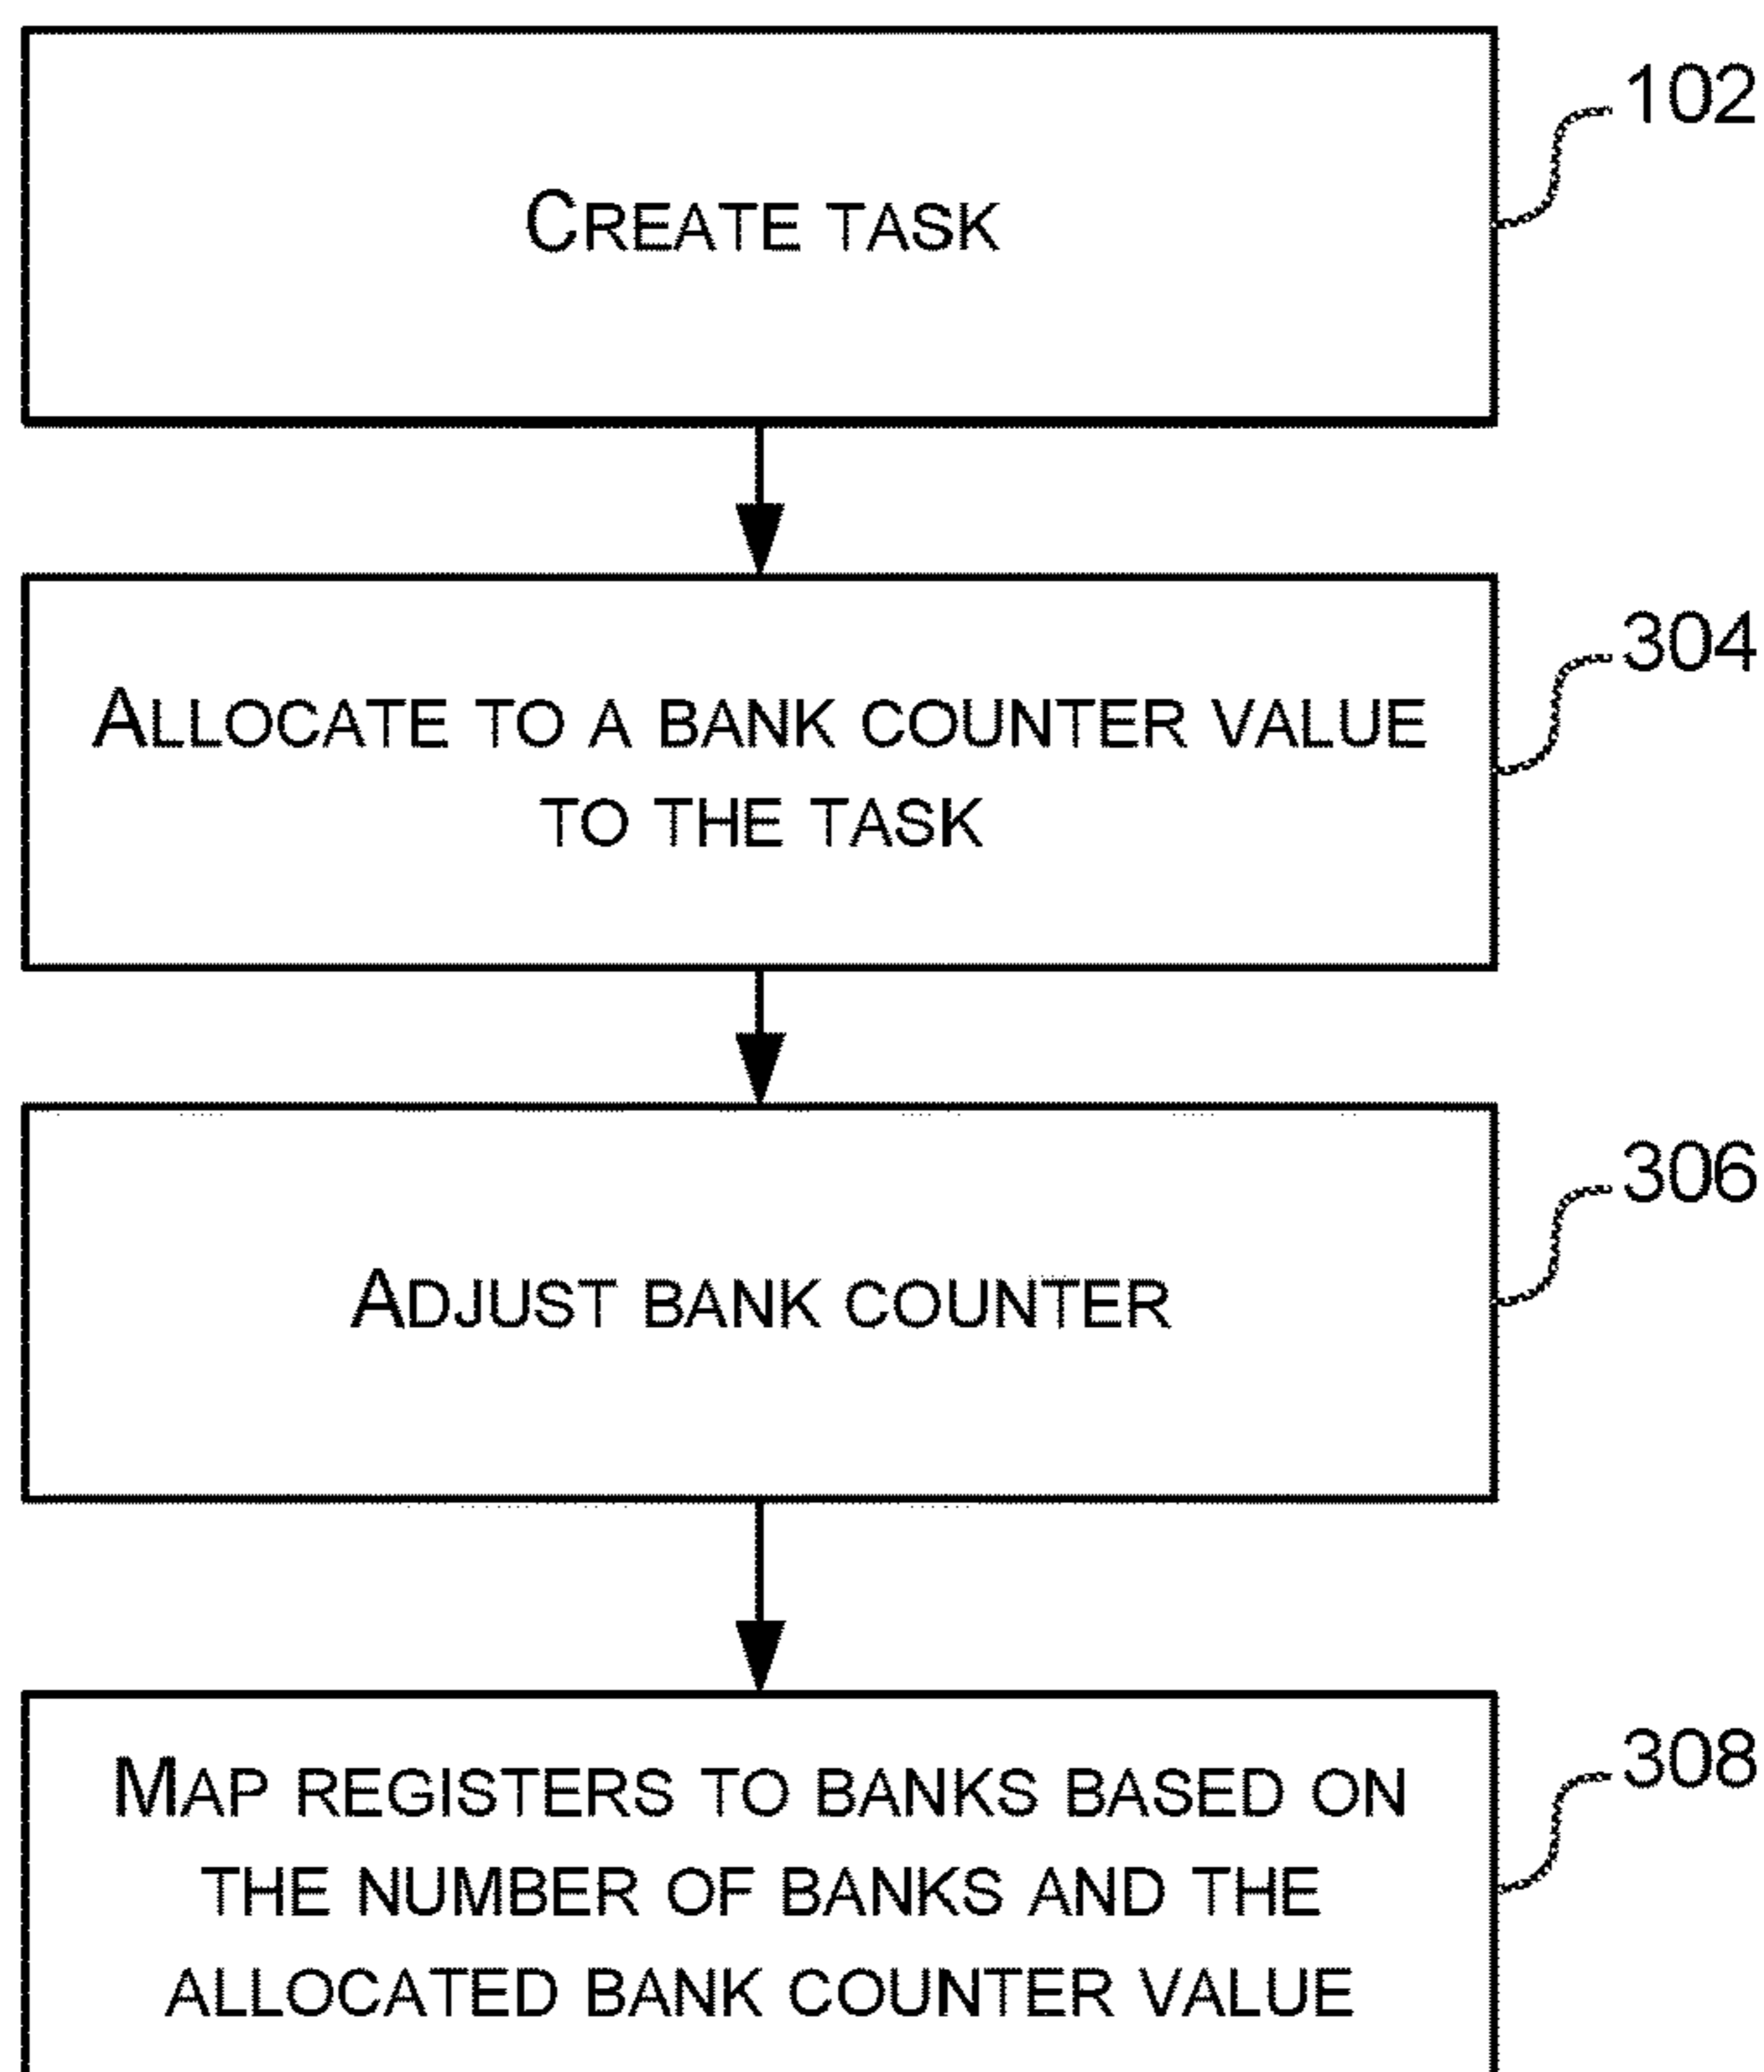 CREATE TASK
102
ALLOCATE TO A BANK COUNTER VALUE
TO THE TASK
304
ADJUST BANK COUNTER
306
MAP REGISTERS TO BANKS BASED ON
THE NUMBER OF BANKS AND THE
ALLOCATED BANK COUNTER VALUE
308